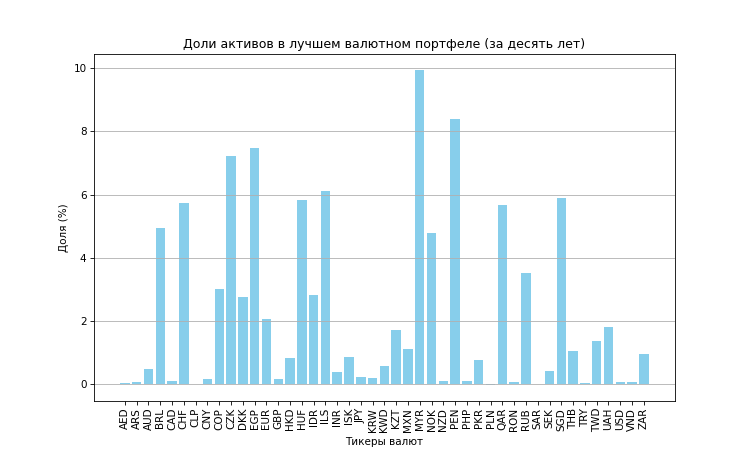 Доли активов в лучшем валютном портфеле (за десять лет)
Доля (%)
10
8
6
4
2
0
AED ARS AUD BRL CAD CHF CLP CNY COP CZK DKK EGP EUR GBP HKD HUF IDR ILS INR ISK JPY KRW KWD KZT MXN MYR NOK NZD PEN PHP PKR PLN QAR RON RUB SAR SEK SGD THB TRY TWD UAH USD VND ZAR
Тикеры валют